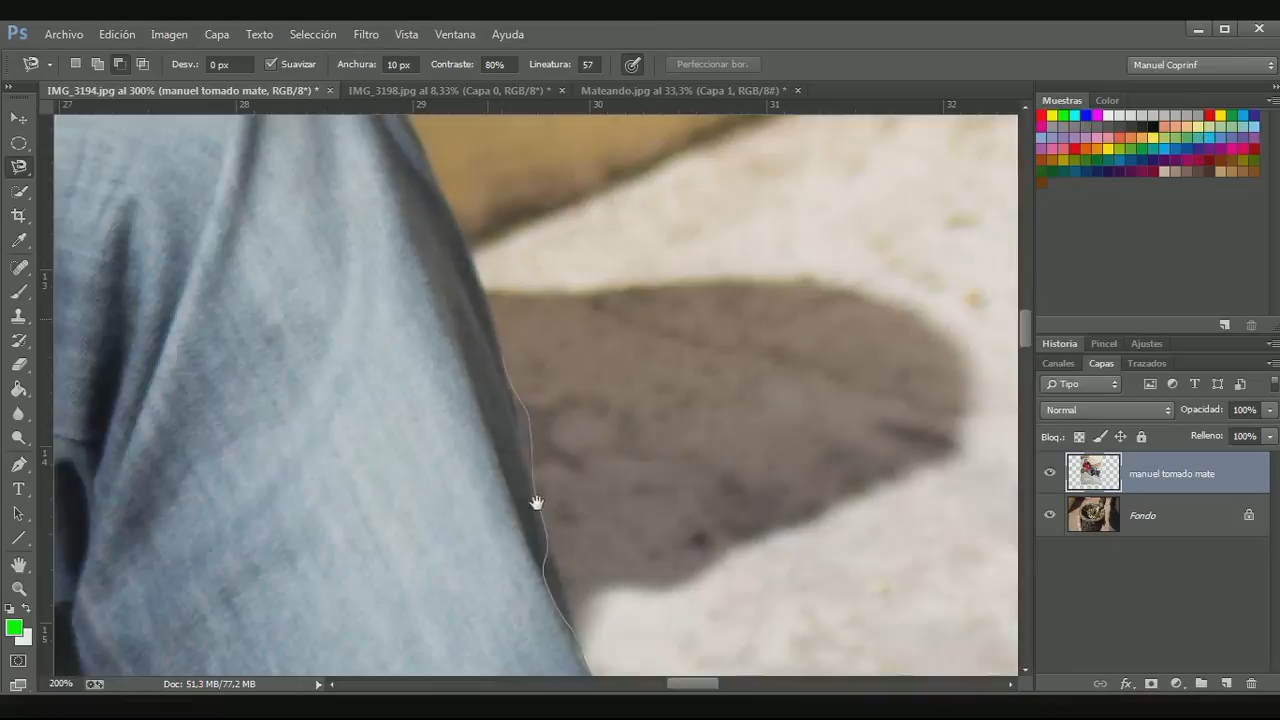 Ps Archivo Edición Imagen Capa Texto Selección Filtro Vista Ventana Ayuda
Desv.: 0 px Suavizar Anchura: 10 px Contraste: 80% Lineatura: 57 Perfeccionar bor. Manuel Coprinf
IMG_3194.jpg al 300% (manuel tomado mate, RGB/8*) * × IMG_3198.jpg al 8,33% (Capa 0, RGB/8*) * × Mateando.jpg al 33,3% (Capa 1, RGB/8#) * ×
27 28 29 30 31 32
Muestras Color
13
14
15
Historia Pincel Ajustes
Canales Capas Trazados
Tipo
Normal Opacidad: 100%
Bloq.: Relleno: 100%
manuel tomado mate
Fondo
T
200% Doc: 51,3 MB/77,2 MB
fx